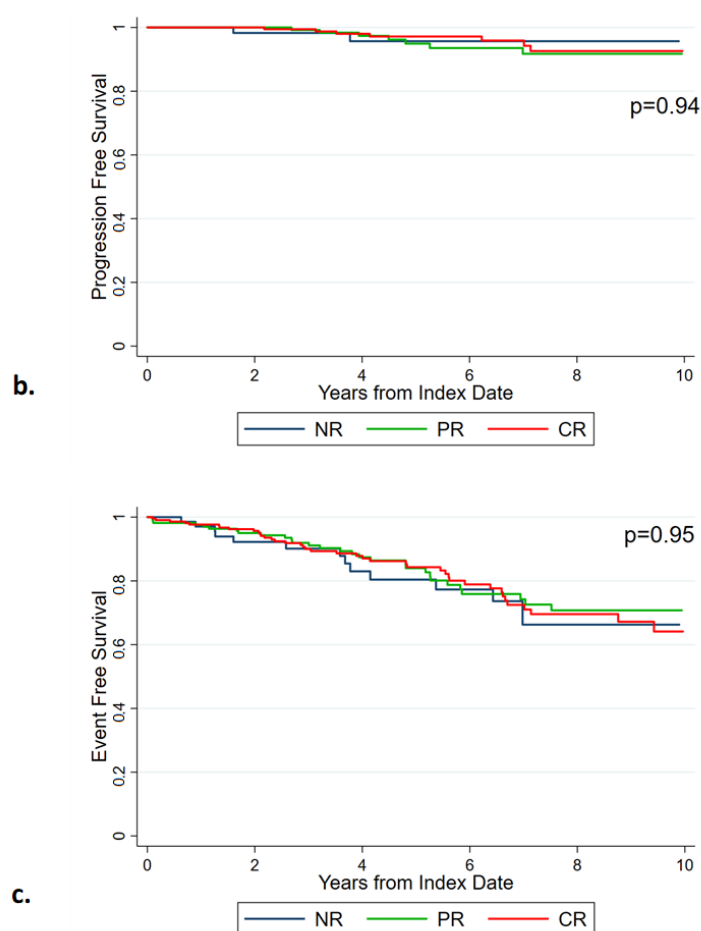 Progression Free Survival
1
0.8
0.6
0.4
0.2
0
p=0.94
0 2 4 6 8 10
Years from Index Date
b.
NR PR CR
Event Free Survival
1
0.8
0.6
0.4
0.2
0
p=0.95
0 2 4 6 8 10
Years from Index Date
c.
NR PR CR